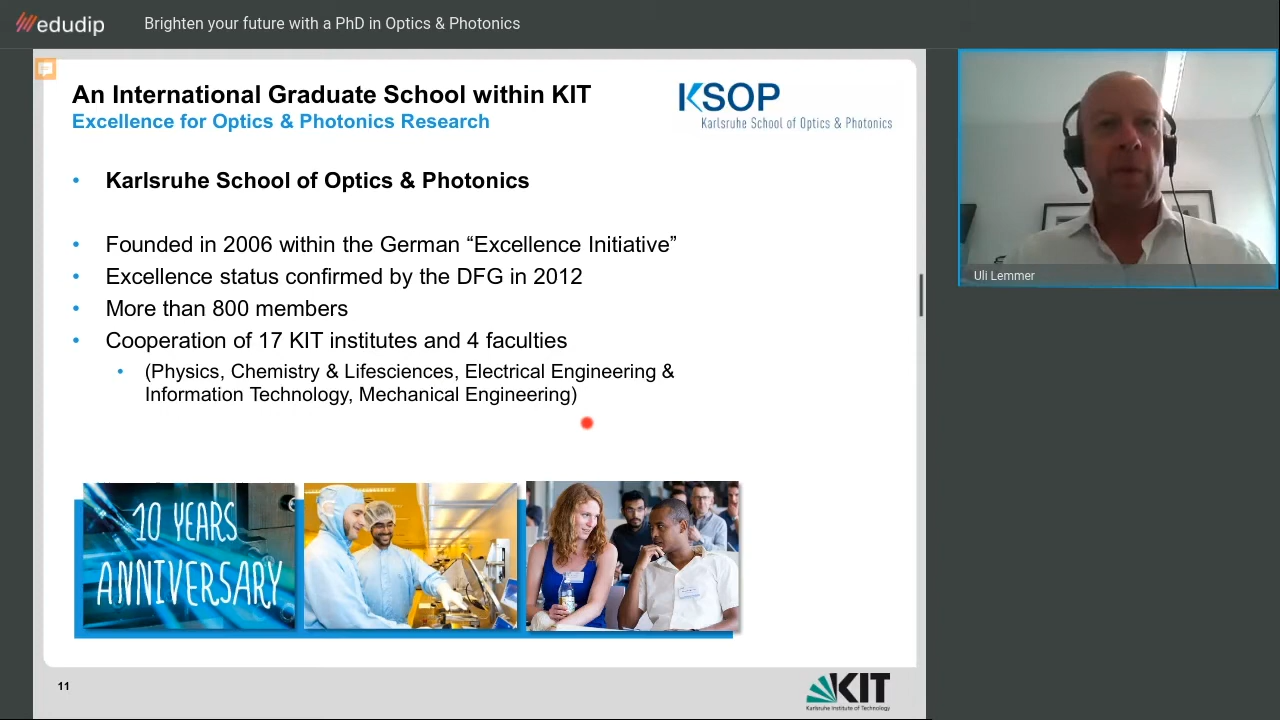 edudip
Brighten your future with a PhD in Optics & Photonics
An International Graduate School within KIT
Excellence for Optics & Photonics Research
KSOP
Karlsruhe School of Optics & Photonics
• Karlsruhe School of Optics & Photonics
• Founded in 2006 within the German “Excellence Initiative”
• Excellence status confirmed by the DFG in 2012
• More than 800 members
• Cooperation of 17 KIT institutes and 4 faculties
• (Physics, Chemistry & Lifesciences, Electrical Engineering &
Information Technology, Mechanical Engineering)
10 YEARS
ANNIVERSARY
11
KIT
Karlsruhe Institute of Technology
Uli Lemmer